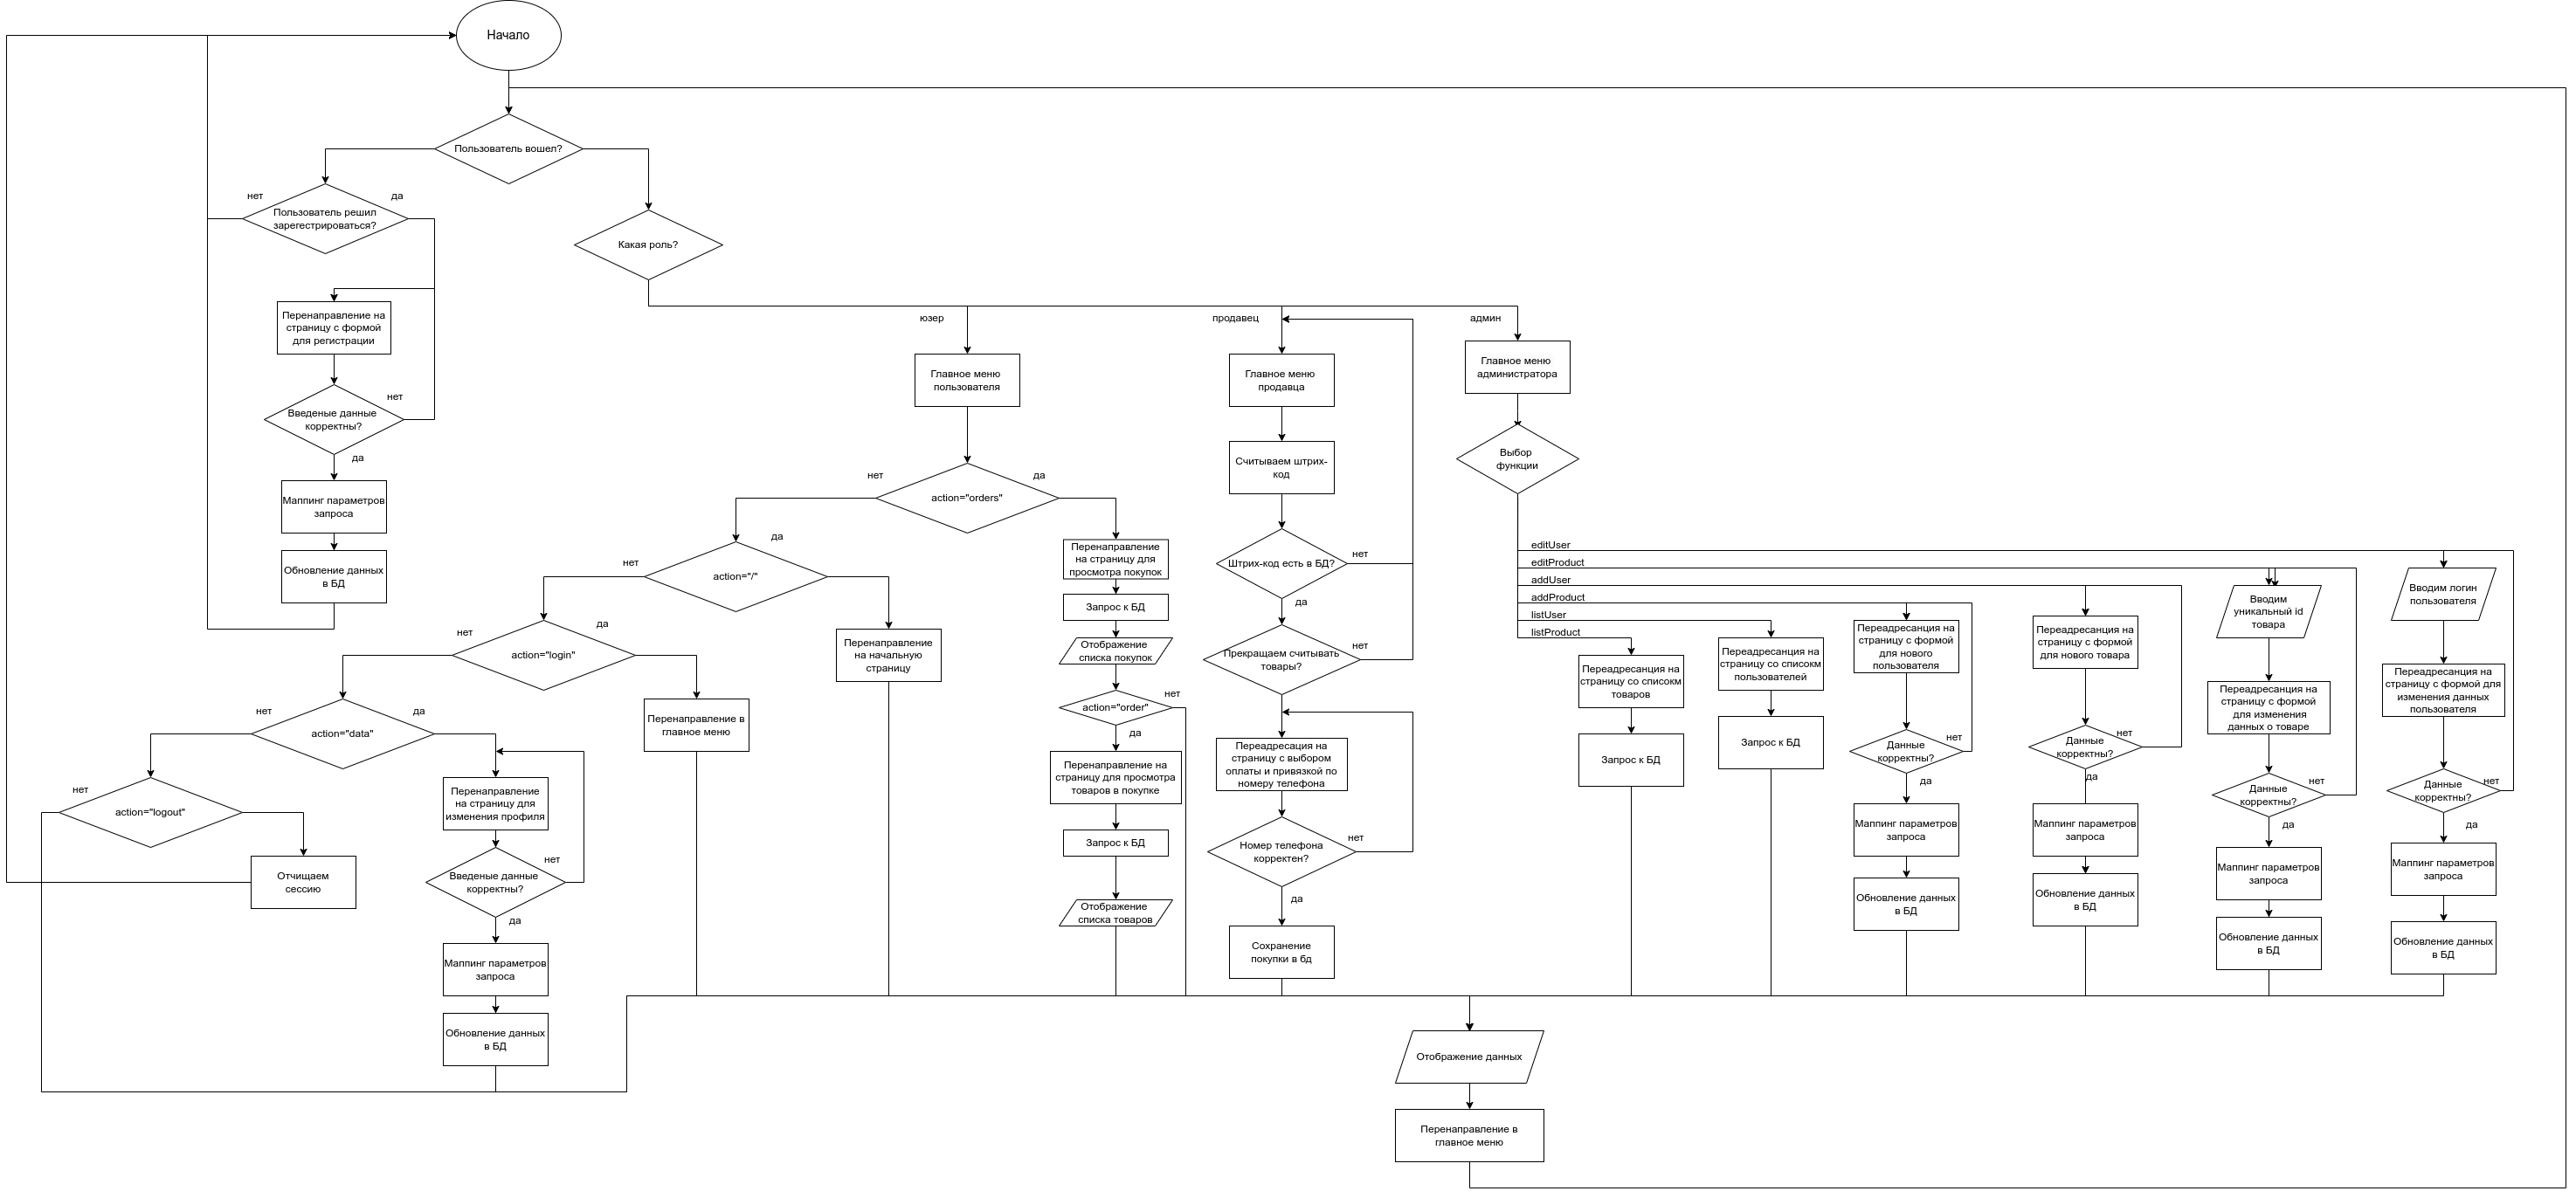 Начало
Пользователь вошел?
нет
да
Пользователь решил
зарегестрироваться?
Какая роль?
Перенаправление на
страницу с формой
для регистрации
нет
Введеные данные
корректны?
да
Маппинг параметров
запроса
Обновление данных
в БД
юзер
продавец
админ
Главное меню
пользователя
нет
да
action="orders"
нет
да
action="/"
нет
да
action="login"
Перенаправление
на начальную
страницу
нет
да
action="data"
Перенаправление в
главное меню
нет
action="logout"
Отчищаем
сессию
Перенаправление
на страницу для
изменения профиля
нет
Введеные данные
корректны?
да
Маппинг параметров
запроса
Обновление данных
в БД
Перенаправление
на страницу для
просмотра покупок
Запрос к БД
Отображение
списка покупок
нет
action="order"
да
Перенаправление на
страницу для просмотра
товаров в покупке
Запрос к БД
Отображение
списка товаров
Главное меню
продавца
Считываем штрих-
код
нет
Штрих-код есть в БД?
да
нет
Прекращаем считывать
товары?
Переадресация на
страницу с выбором
оплаты и привязкой по
номеру телефона
нет
Номер телефона
корректен?
да
Сохранение
покупки в бд
Главное меню
администратора
Выбор
функции
editUser
editProduct
addUser
addProduct
listUser
listProduct
Переадресания на
страницу со списокм
товаров
Запрос к БД
Переадресания на
страницу со списокм
пользователей
Запрос к БД
Переадресания на
страницу с формой
для нового
пользователя
нет
Данные
корректны?
да
Маппинг параметров
запроса
Обновление данных
в БД
Переадресания на
страницу с формой
для нового товара
нет
Данные
корректны?
да
Маппинг параметров
запроса
Обновление данных
в БД
Вводим
уникальный id
товара
Переадресания на
страницу с формой
для изменения
данных о товаре
нет
Данные
корректны?
да
Маппинг параметров
запроса
Обновление данных
в БД
Вводим логин
пользователя
Переадресания на
страницу с формой для
изменения данных
пользователя
нет
Данные
корректны?
да
Маппинг параметров
запроса
Обновление данных
в БД
Отображение данных
Перенаправление в
главное меню